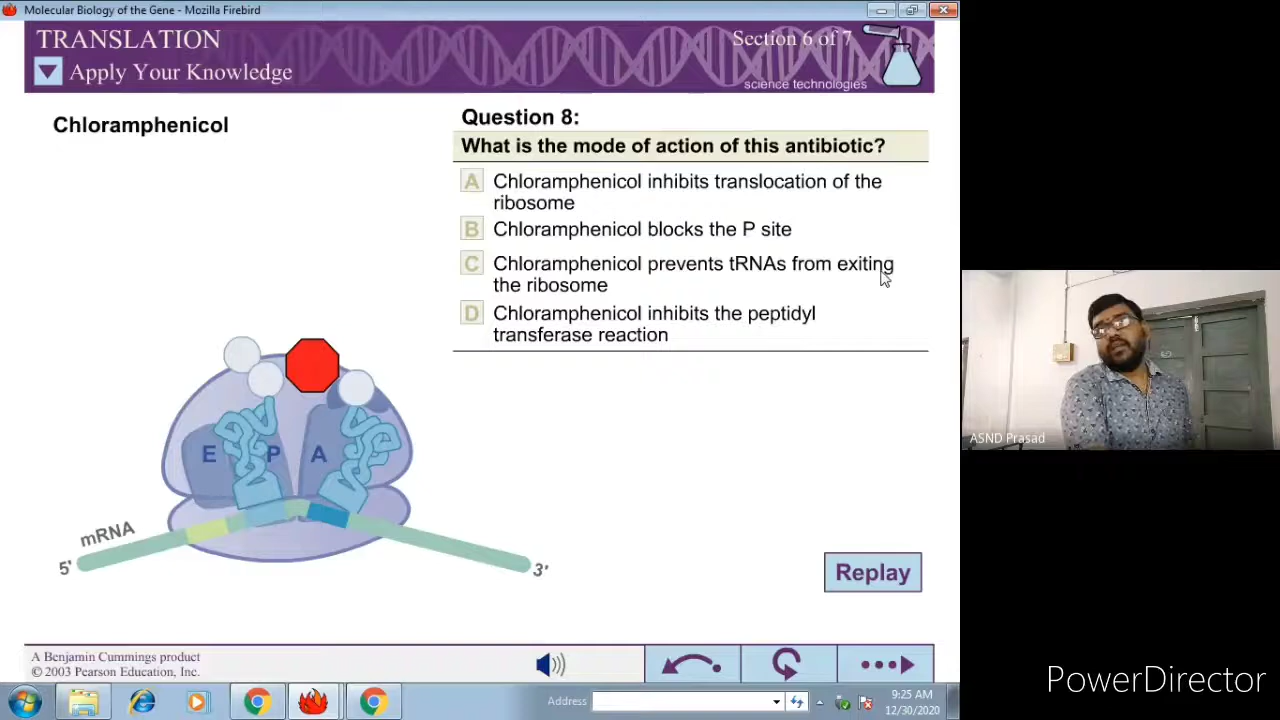 Molecular Biology of the Gene - Mozilla Firebird
TRANSLATION
Section 6 of 7
Apply Your Knowledge
science technologies
Chloramphenicol
Question 8:
What is the mode of action of this antibiotic?
A Chloramphenicol inhibits translocation of the
ribosome
B Chloramphenicol blocks the P site
C Chloramphenicol prevents tRNAs from exiting
the ribosome
D Chloramphenicol inhibits the peptidyl
transferase reaction
E P A
mRNA
5'
3'
Replay
ASND Prasad
A Benjamin Cummings product
© 2003 Pearson Education, Inc.
Address
9:25 AM
12/30/2020
PowerDirector